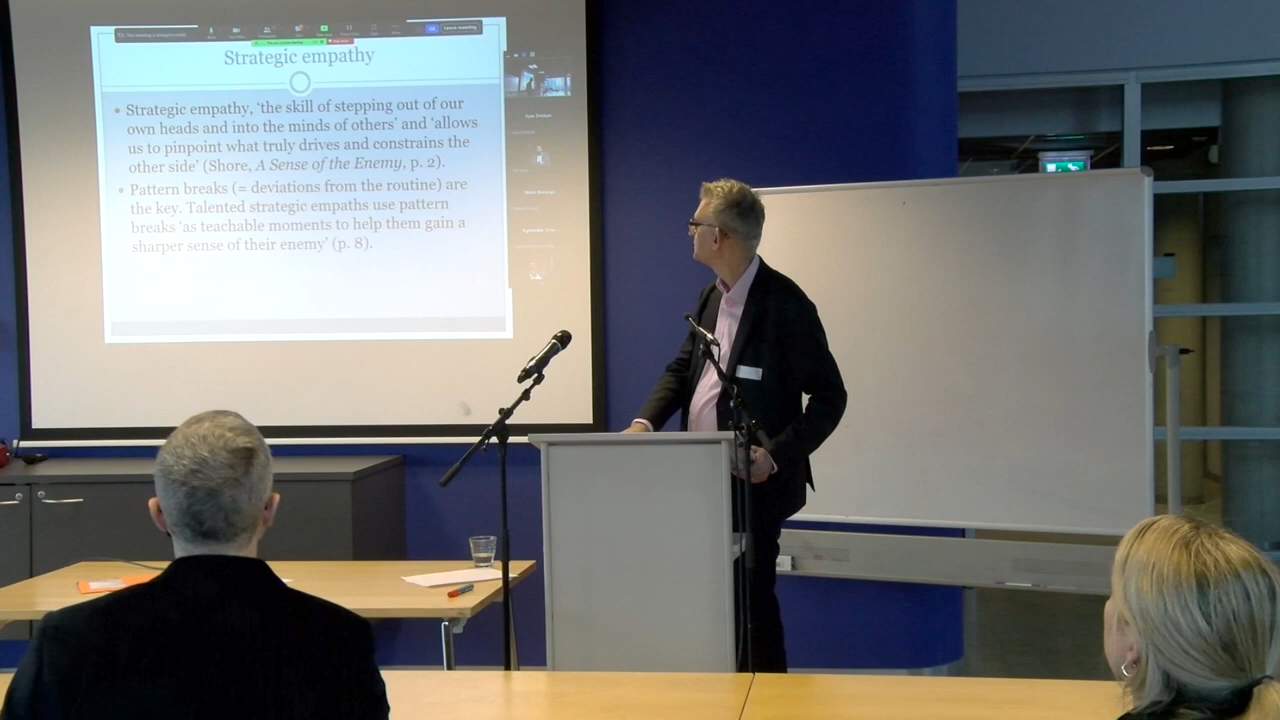 Strategic empathy
• Strategic empathy, ‘the skill of stepping out of our
own heads and into the minds of others’ and ‘allows
us to pinpoint what truly drives and constrains the
other side’ (Shore, A Sense of the Enemy, p. 2).
• Pattern breaks (= deviations from the routine) are
the key. Talented strategic empaths use pattern
breaks ‘as teachable moments to help them gain a
sharper sense of their enemy’ (p. 8).